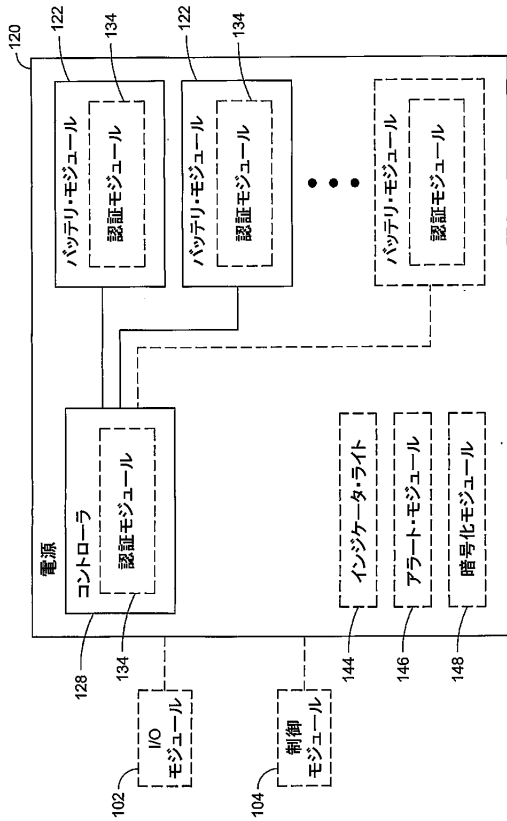 120
電源
122
134
バッテリ・モジュール
認証モジュール
122
134
バッテリ・モジュール
認証モジュール
バッテリ・モジュール
認証モジュール
コントローラ
認証モジュール
128
134
インジケータ・ライト
144
アラート・モジュール
146
暗号化モジュール
148
I/O
モジュール
102
制御
モジュール
104